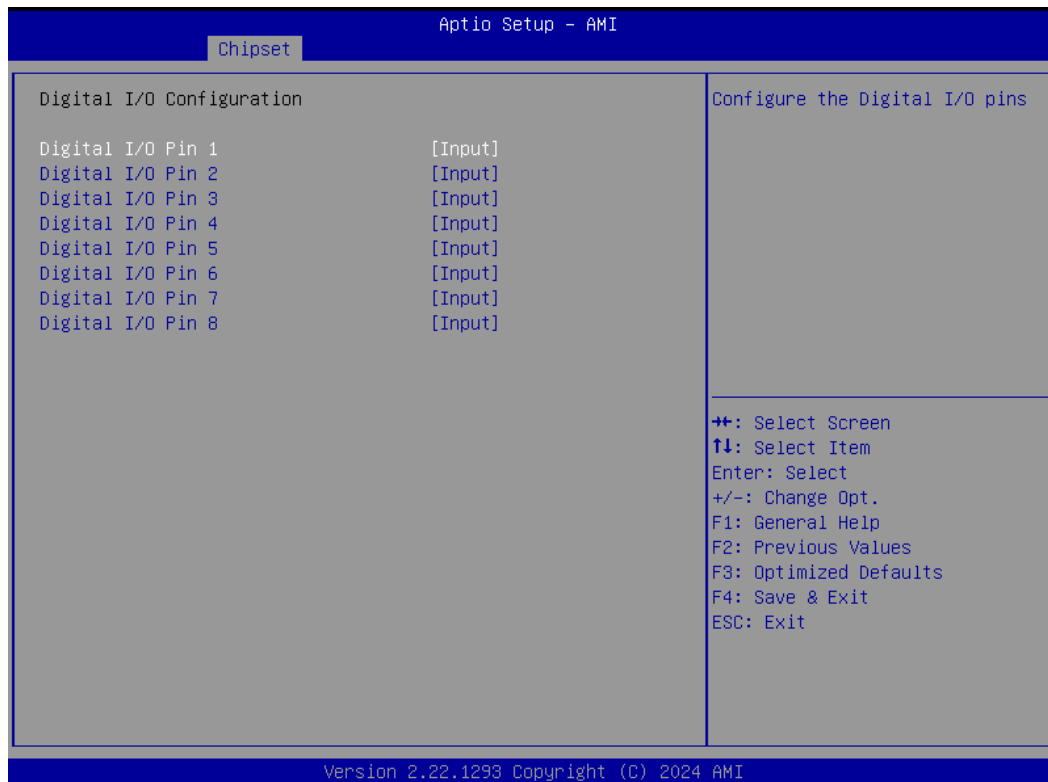 Aptio Setup – AMI
Chipset
Digital I/O Configuration
Digital I/O Pin 1 [Input]
Digital I/O Pin 2 [Input]
Digital I/O Pin 3 [Input]
Digital I/O Pin 4 [Input]
Digital I/O Pin 5 [Input]
Digital I/O Pin 6 [Input]
Digital I/O Pin 7 [Input]
Digital I/O Pin 8 [Input]
Configure the Digital I/O pins
→←: Select Screen
↑↓: Select Item
Enter: Select
+/-: Change Opt.
F1: General Help
F2: Previous Values
F3: Optimized Defaults
F4: Save & Exit
ESC: Exit
Version 2.22.1293 Copyright (C) 2024 AMI